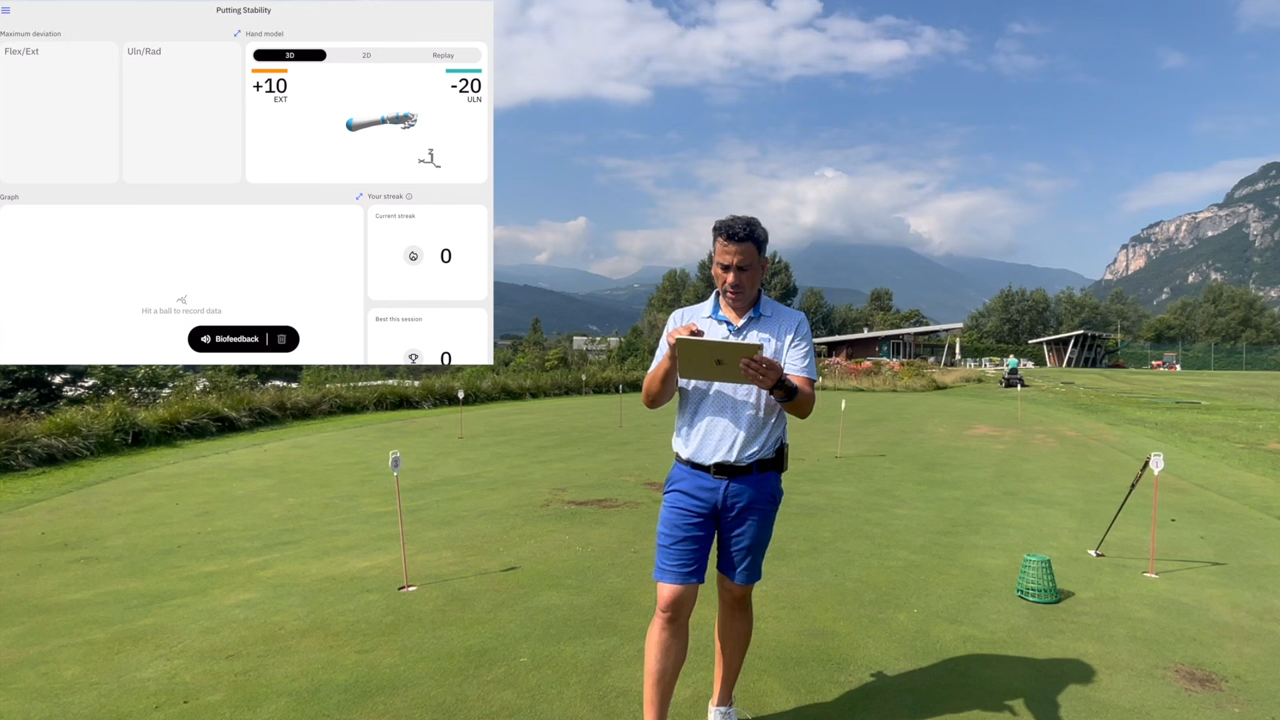 Putting Stability
Maximum deviation
Hand model
Flex/Ext
Uln/Rad
3D
2D
Replay
+10
EXT
-20
ULN
Graph
Your streak
Current streak
0
Hit a ball to record data
Best this session
Biofeedback
0
1